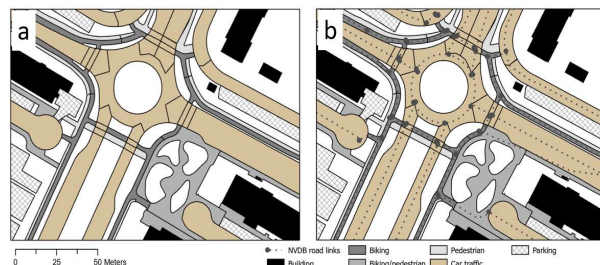 a
b
NVDB road links
Biking
Pedestrian
Parking
0 25 50 Meters
Building
Biking/pedestrian
Car traffic